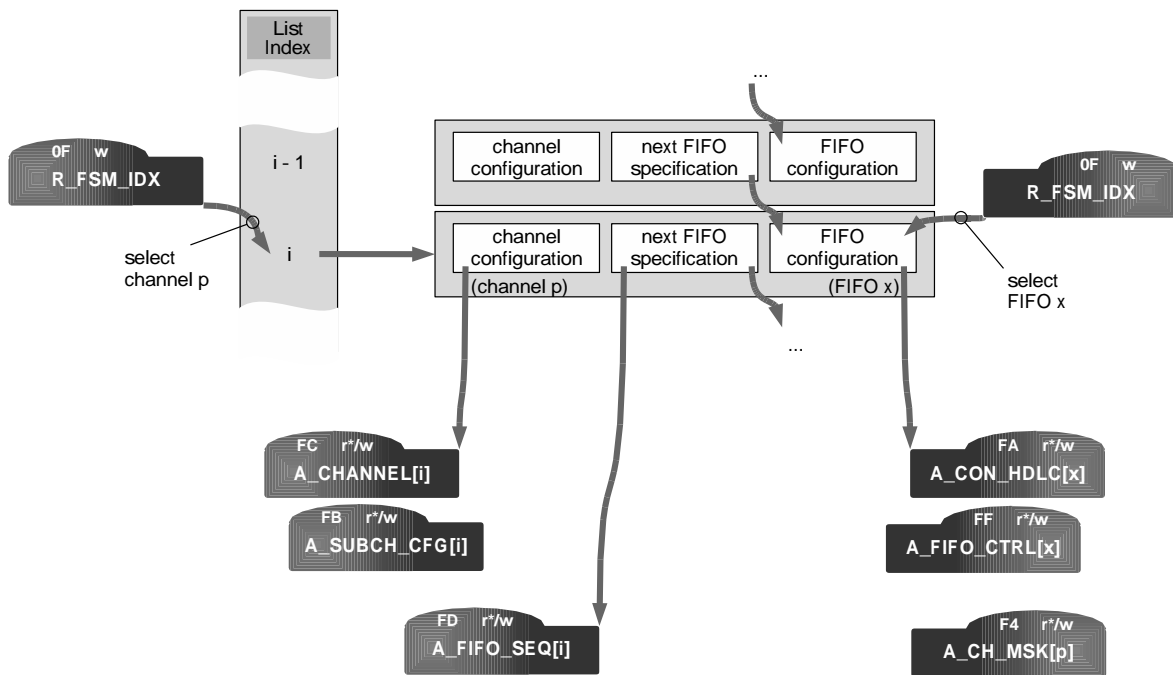 List
Index
...
channel
configuration
next FIFO
specification
FIFO
configuration
0F w
R_FSM_IDX
i - 1
0F w
R_FSM_IDX
select
channel p
i
channel
configuration
next FIFO
specification
FIFO
configuration
(channel p)
(FIFO x)
select
FIFO x
...
FC r*/w
A_CHANNEL[i]
FA r*/w
A_CON_HDLC[x]
FB r*/w
A_SUBCH_CFG[i]
FF r*/w
A_FIFO_CTRL[x]
FD r*/w
A_FIFO_SEQ[i]
F4 r*/w
A_CH_MSK[p]